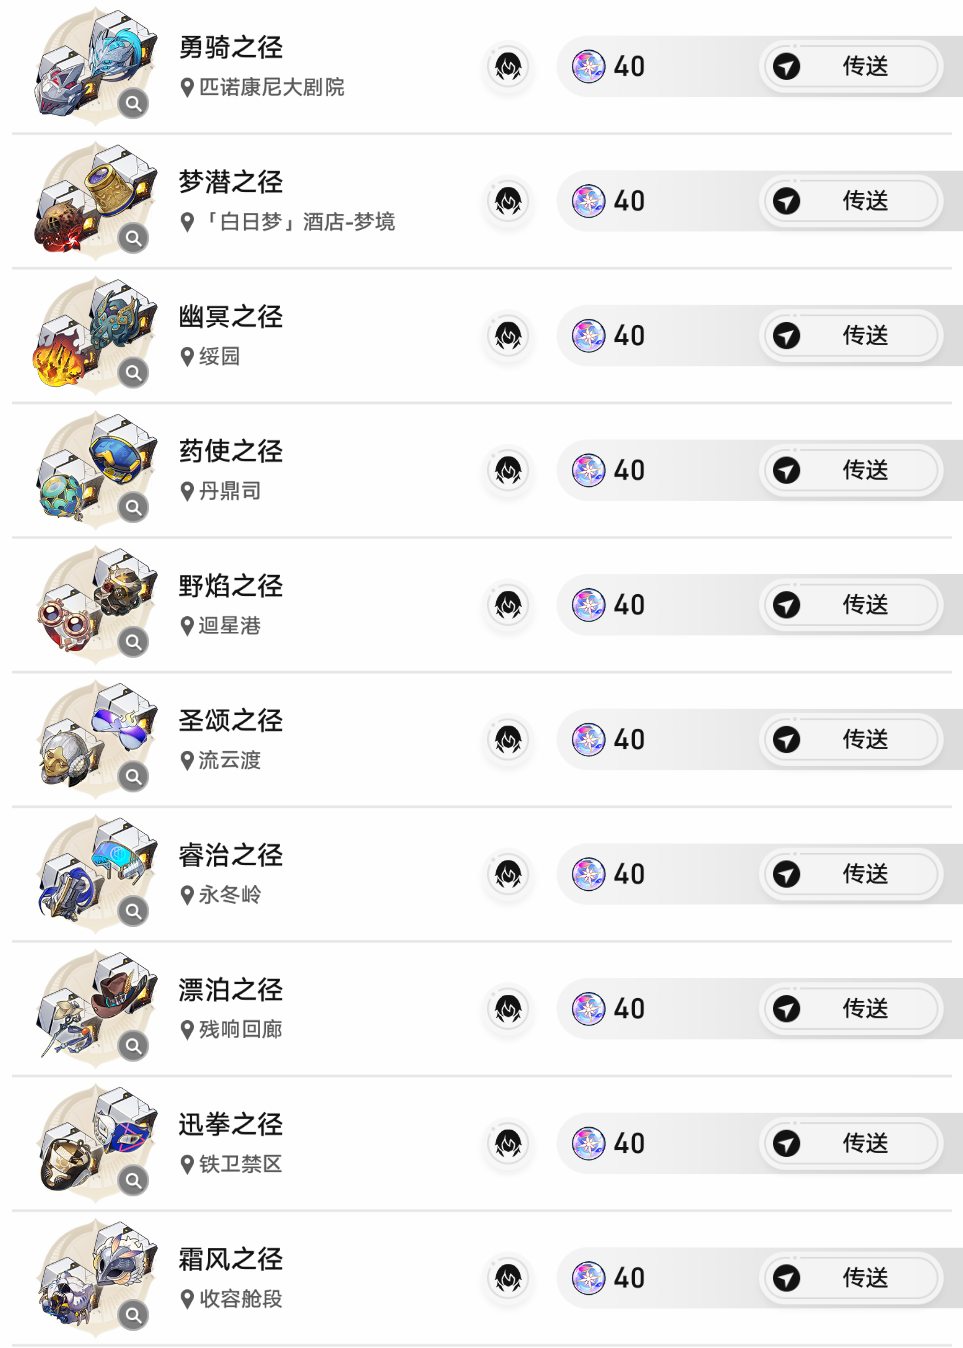 勇骑之径
匹诺康尼大剧院
40
传送
梦潜之径
「白日梦」酒店-梦境
40
传送
幽冥之径
绥园
40
传送
药使之径
丹鼎司
40
传送
野焰之径
迴星港
40
传送
圣颂之径
流云渡
40
传送
睿治之径
永冬岭
40
传送
漂泊之径
残响回廊
40
传送
迅拳之径
铁卫禁区
40
传送
霜风之径
收容舱段
40
传送